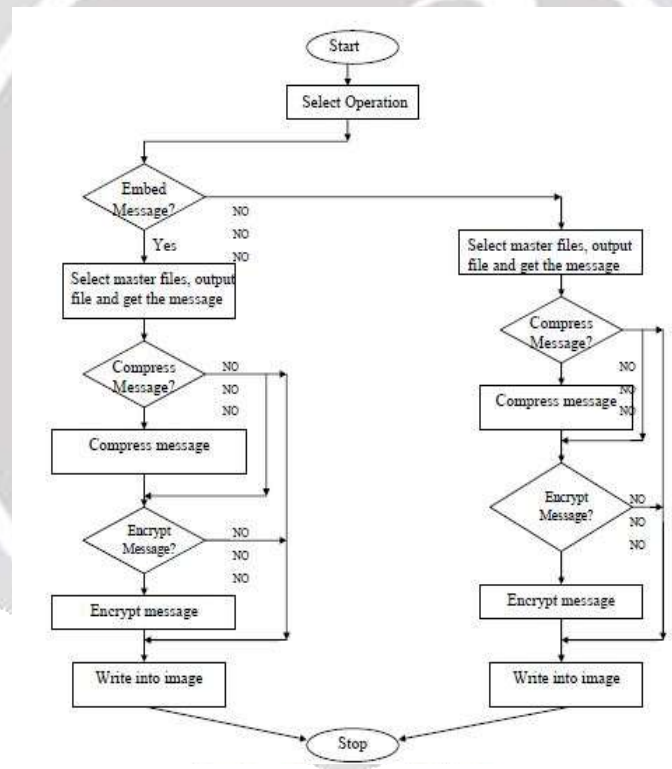 Start
Select Operation
Embed
Message?
NO
NO
NO
Yes
Select master files, output
file and get the message
Compress
Message?
NO
NO
NO
Compress message
Encrypt
Message?
NO
NO
NO
Encrypt message
Write into image
Select master files, output
file and get the message
Compress
Message?
NO
NO
NO
Compress message
Encrypt
Message?
NO
NO
NO
Encrypt message
Write into image
Stop